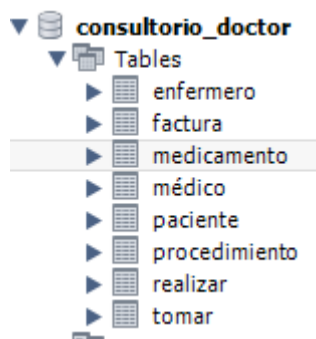 consultorio_doctor
Tables
enfermero
factura
medicamento
médico
paciente
procedimiento
realizar
tomar